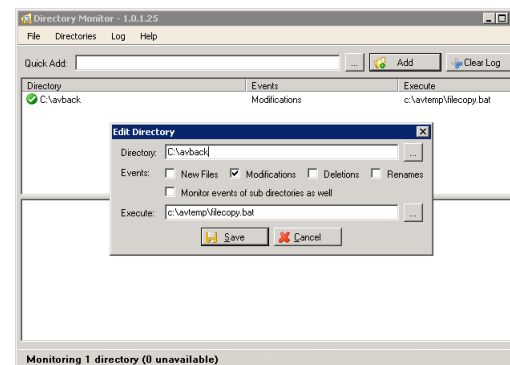 Directory Monitor - 1.0.1.25
File Directories Log Help
Quick Add: ... Add Clear Log
Directory Events Execute
C:\avback Modifications c:\avtemp\filecopy.bat
Edit Directory
Directory: C:\avback ...
Events: New Files Modifications Deletions Renames
Monitor events of sub directories as well
Execute: c:\avtemp\filecopy.bat ...
Save Cancel
Monitoring 1 directory (0 unavailable)